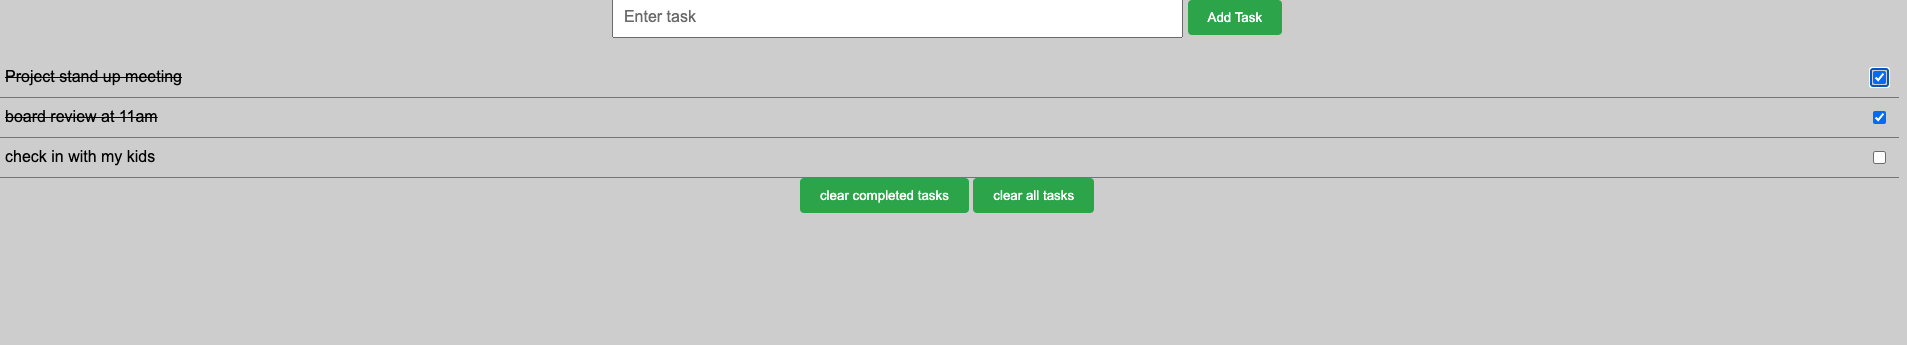 Enter task Add Task
Project stand up meeting
board review at 11am
check in with my kids
clear completed tasks clear all tasks